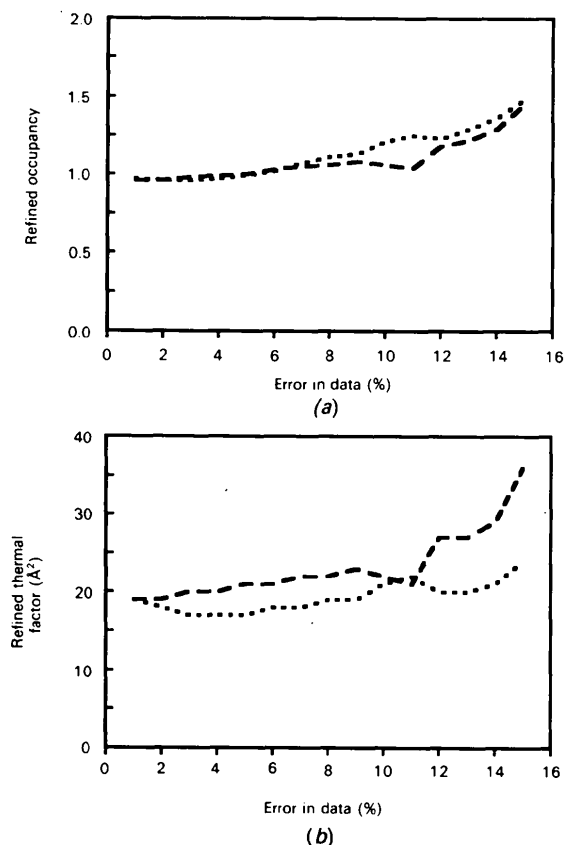 2.0
1.5
1.0
0.5
0.0
Refined occupancy
0 2 4 6 8 10 12 14 16
Error in data (%)
(a)
40
30
20
10
0
Refined thermal
factor (Å²)
0 2 4 6 8 10 12 14 16
Error in data (%)
(b)